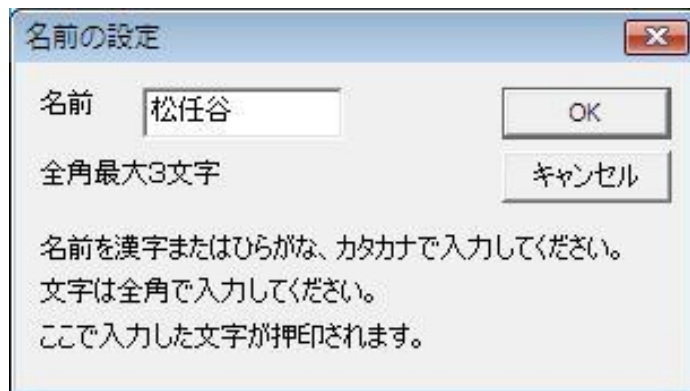 名前の設定
名前 松任谷 OK
全角最大3文字 キャンセル
名前を漢字またはひらがな、カタカナで入力してください。
文字は全角で入力してください。
ここで入力した文字が押印されます。